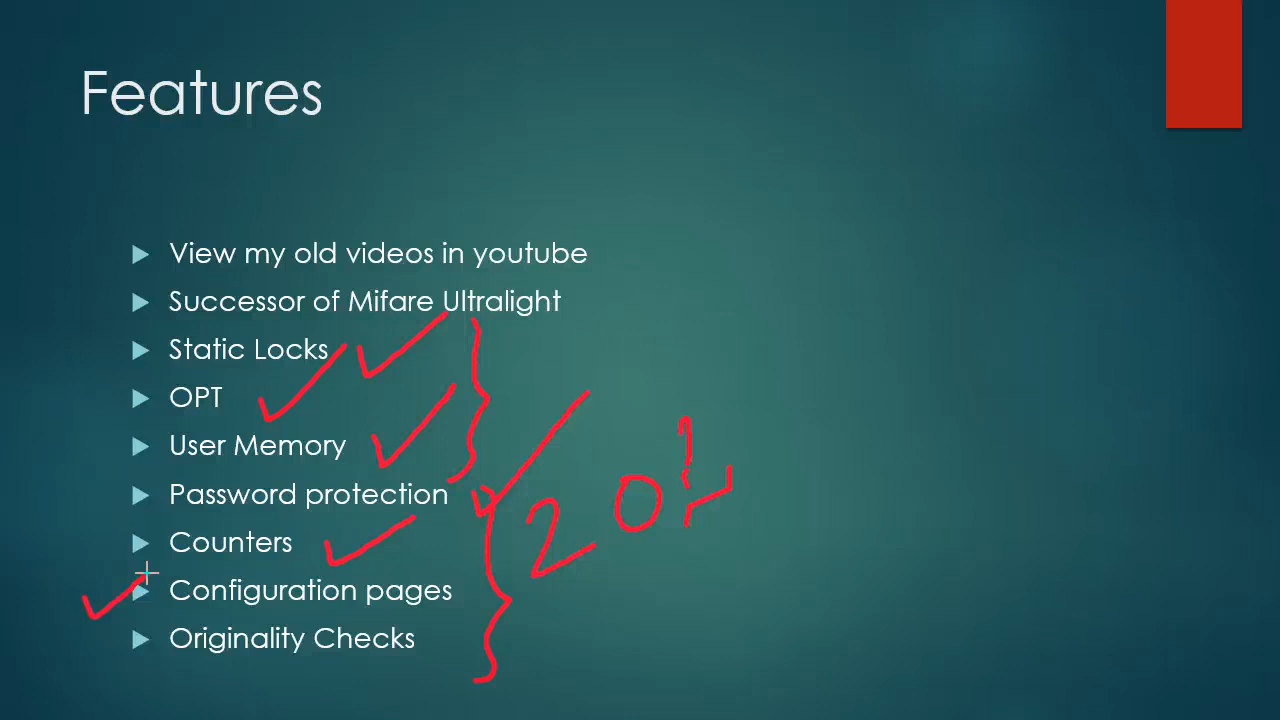 Features
View my old videos in youtube
Successor of Mifare Ultralight
Static Locks
OPT
User Memory
Password protection
Counters
Configuration pages
Originality Checks
20